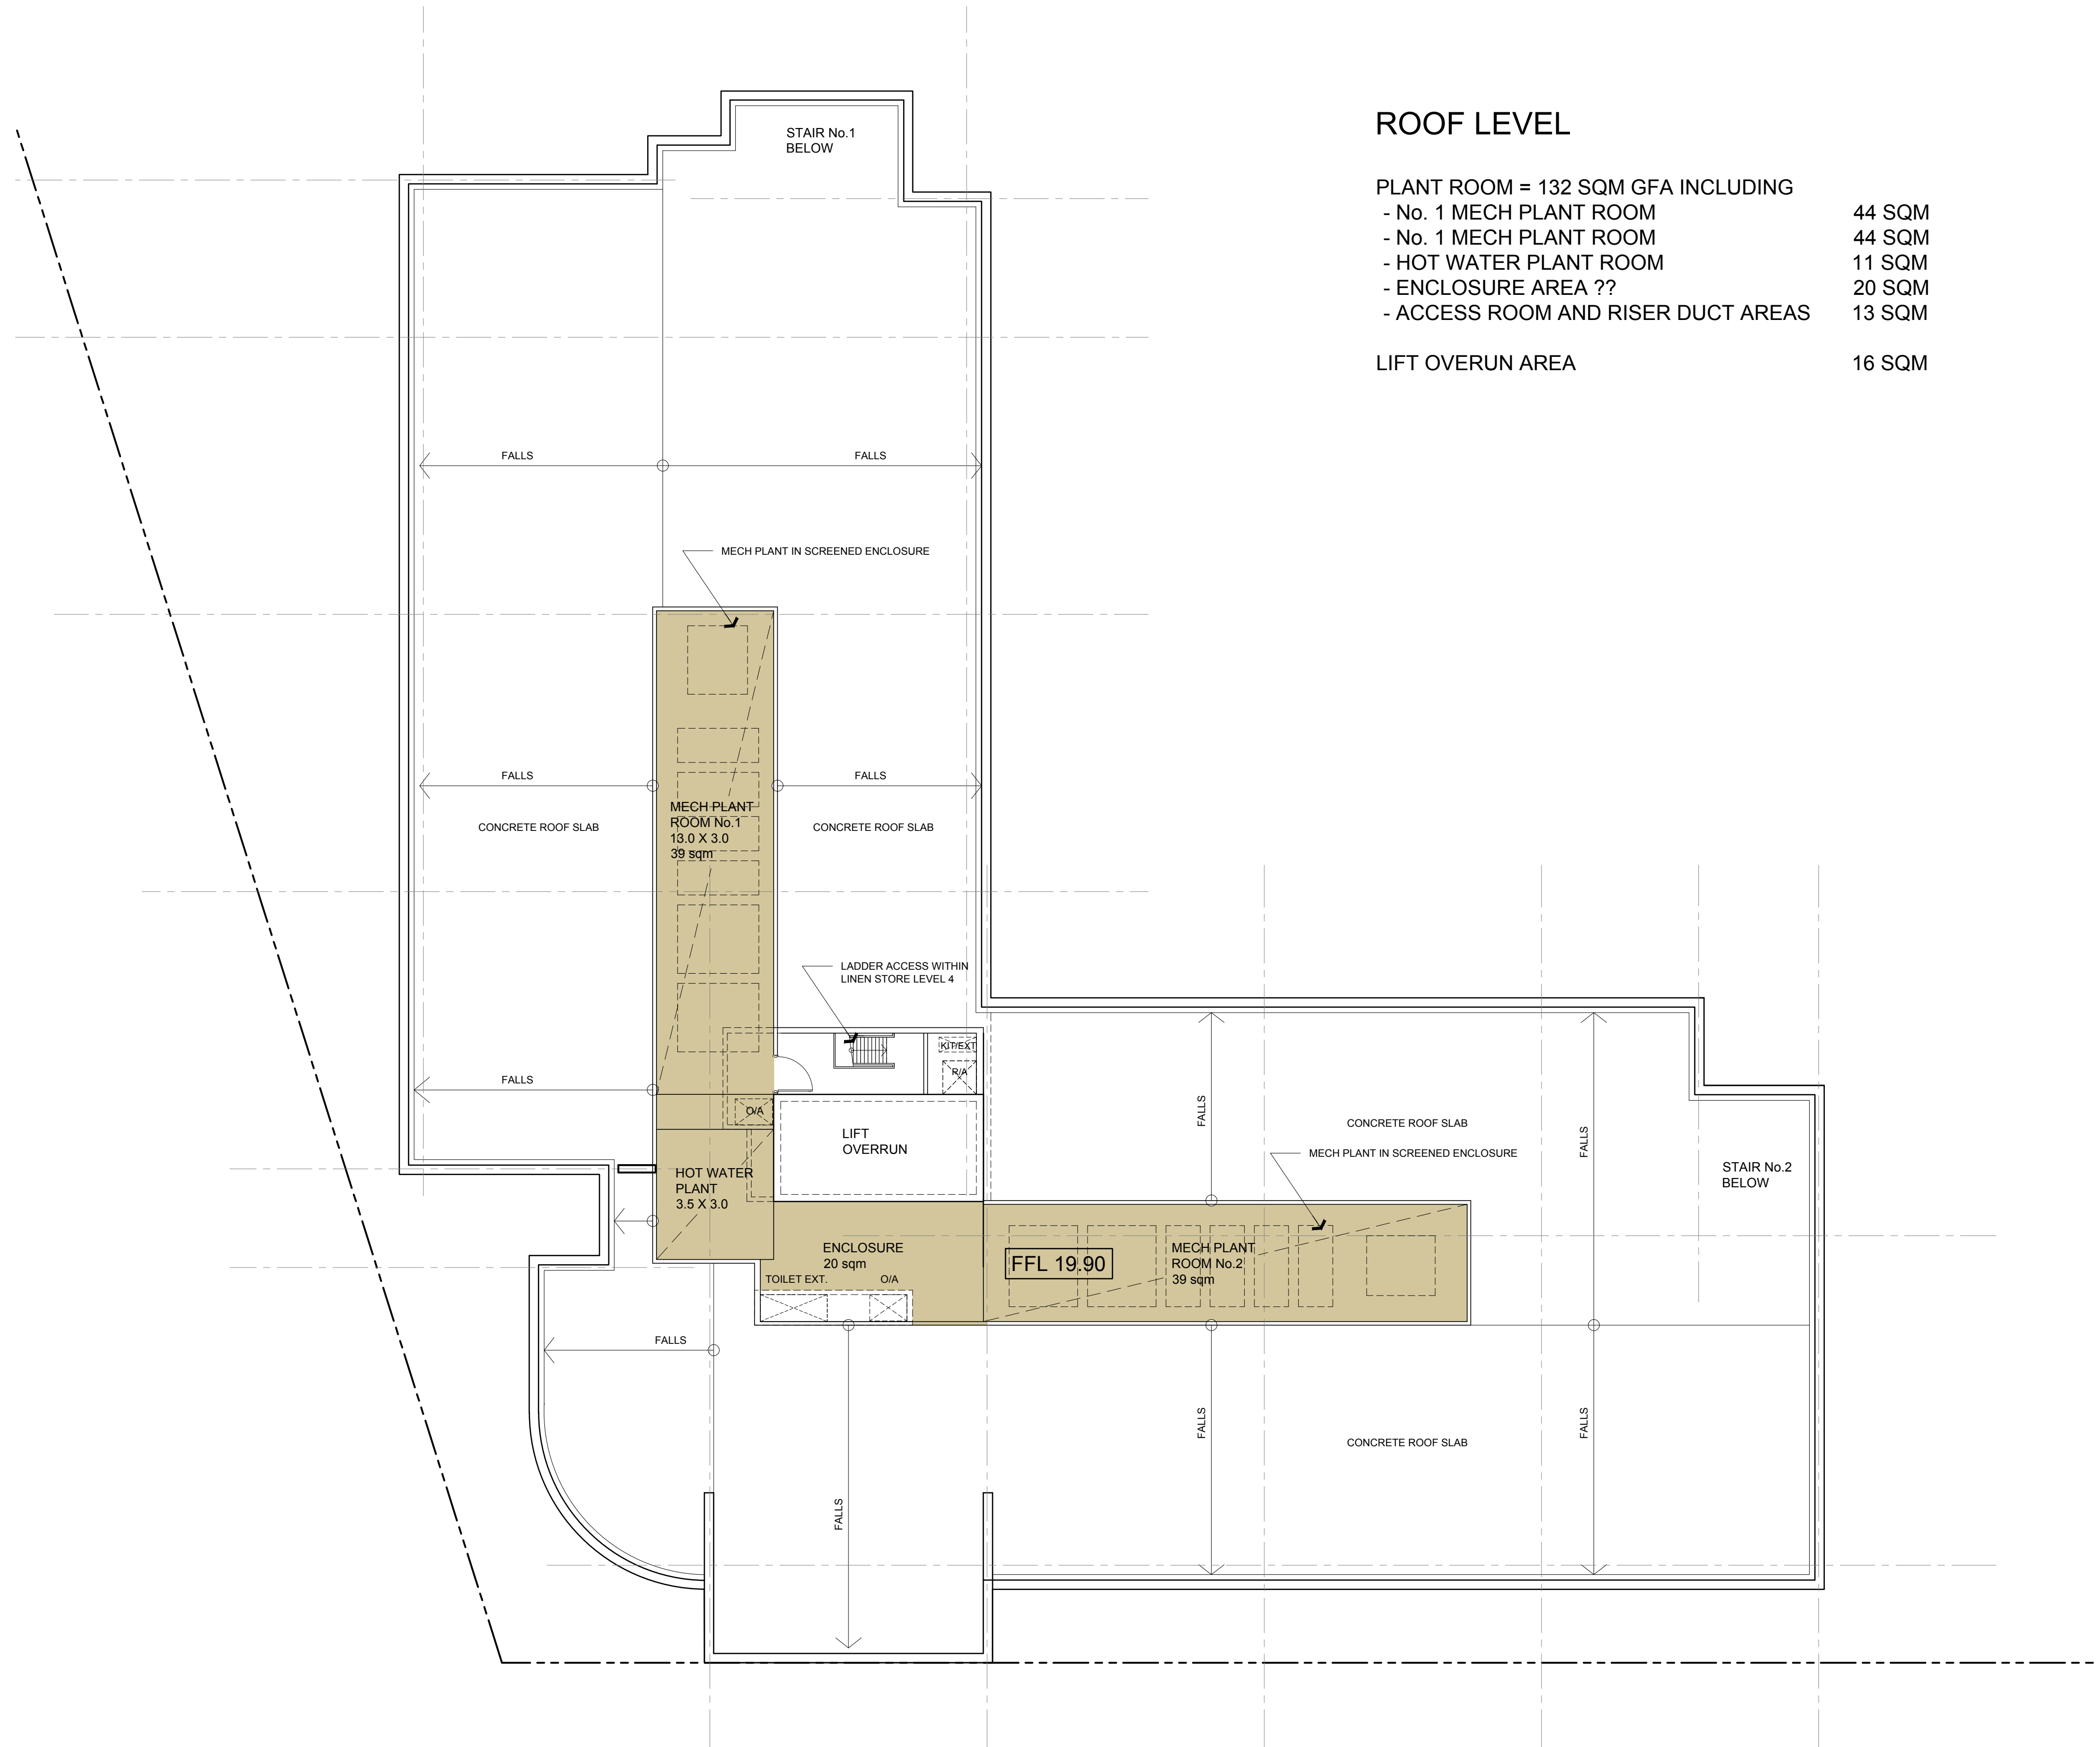 ROOF LEVEL
PLANT ROOM = 132 SQM GFA INCLUDING
- No. 1 MECH PLANT ROOM 44 SQM
- No. 1 MECH PLANT ROOM 44 SQM
- HOT WATER PLANT ROOM 11 SQM
- ENCLOSURE AREA ?? 20 SQM
- ACCESS ROOM AND RISER DUCT AREAS 13 SQM
LIFT OVERUN AREA 16 SQM
STAIR No.1
BELOW
FALLS
FALLS
MECH PLANT IN SCREENED ENCLOSURE
FALLS
FALLS
MECH PLANT
ROOM No.1
13.0 X 3.0
39 sqm
CONCRETE ROOF SLAB
CONCRETE ROOF SLAB
LADDER ACCESS WITHIN
LINEN STORE LEVEL 4
KIT/EXT
R/A
FALLS
O/A
LIFT
OVERRUN
HOT WATER
PLANT
3.5 X 3.0
FALLS
CONCRETE ROOF SLAB
FALLS
MECH PLANT IN SCREENED ENCLOSURE
STAIR No.2
BELOW
ENCLOSURE
20 sqm
TOILET EXT.
O/A
FFL 19.90
MECH PLANT
ROOM No.2
39 sqm
FALLS
FALLS
FALLS
CONCRETE ROOF SLAB
FALLS